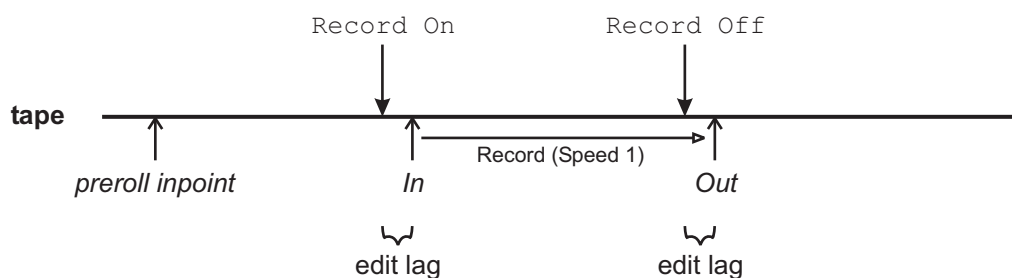 Record On Record Off
tape
Record (Speed 1)
preroll inpoint In Out
edit lag edit lag